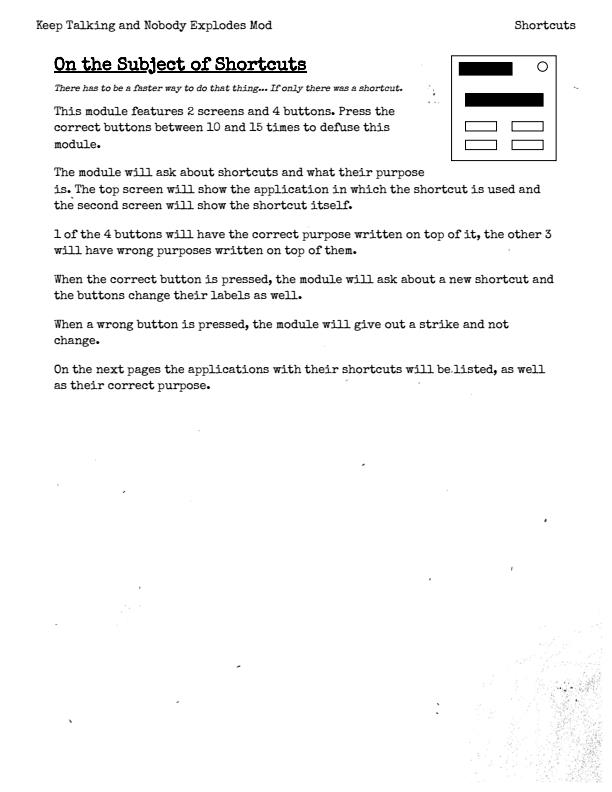 Keep Talking and Nobody Explodes Mod
Shortcuts
On the Subject of Shortcuts
There has to be a faster way to do that thing... If only there was a shortcut.
This module features 2 screens and 4 buttons. Press the
correct buttons between 10 and 15 times to defuse this
module.
The module will ask about shortcuts and what their purpose
is. The top screen will show the application in which the shortcut is used and
the second screen will show the shortcut itself.
1 of the 4 buttons will have the correct purpose written on top of it, the other 3
will have wrong purposes written on top of them.
When the correct button is pressed, the module will ask about a new shortcut and
the buttons change their labels as well.
When a wrong button is pressed, the module will give out a strike and not
change.
On the next pages the applications with their shortcuts will be listed, as well
as their correct purpose.